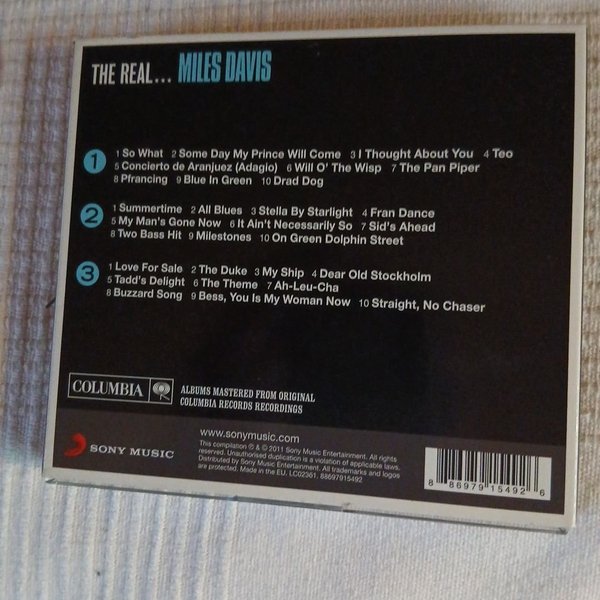 THE REAL... MILES DAVIS
1 1 So What 2 Some Day My Prince Will Come 3 I Thought About You 4 Teo
5 Concierto de Aranjuez (Adagio) 6 Will O' The Wisp 7 The Pan Piper
8 Pfrancing 9 Blue In Green 10 Drad Dog
2 1 Summertime 2 All Blues 3 Stella By Starlight 4 Fran Dance
5 My Man's Gone Now 6 It Ain't Necessarily So 7 Sid's Ahead
8 Two Bass Hit 9 Milestones 10 On Green Dolphin Street
3 1 Love For Sale 2 The Duke 3 My Ship 4 Dear Old Stockholm
5 Tadd's Delight 6 The Theme 7 Ah-Leu-Cha
8 Buzzard Song 9 Bess, You Is My Woman Now 10 Straight, No Chaser
COLUMBIA
ALBUMS MASTERED FROM ORIGINAL
COLUMBIA RECORDS RECORDINGS
SONY MUSIC
www.sonymusic.com
This compilation ℗ & © 2011 Sony Music Entertainment. All rights
reserved. Unauthorised duplication is a violation of applicable laws.
Distributed by Sony Music Entertainment. All trademarks and logos
are protected. Made in the EU. LC02361. 88697915492
8 86979 15492 6